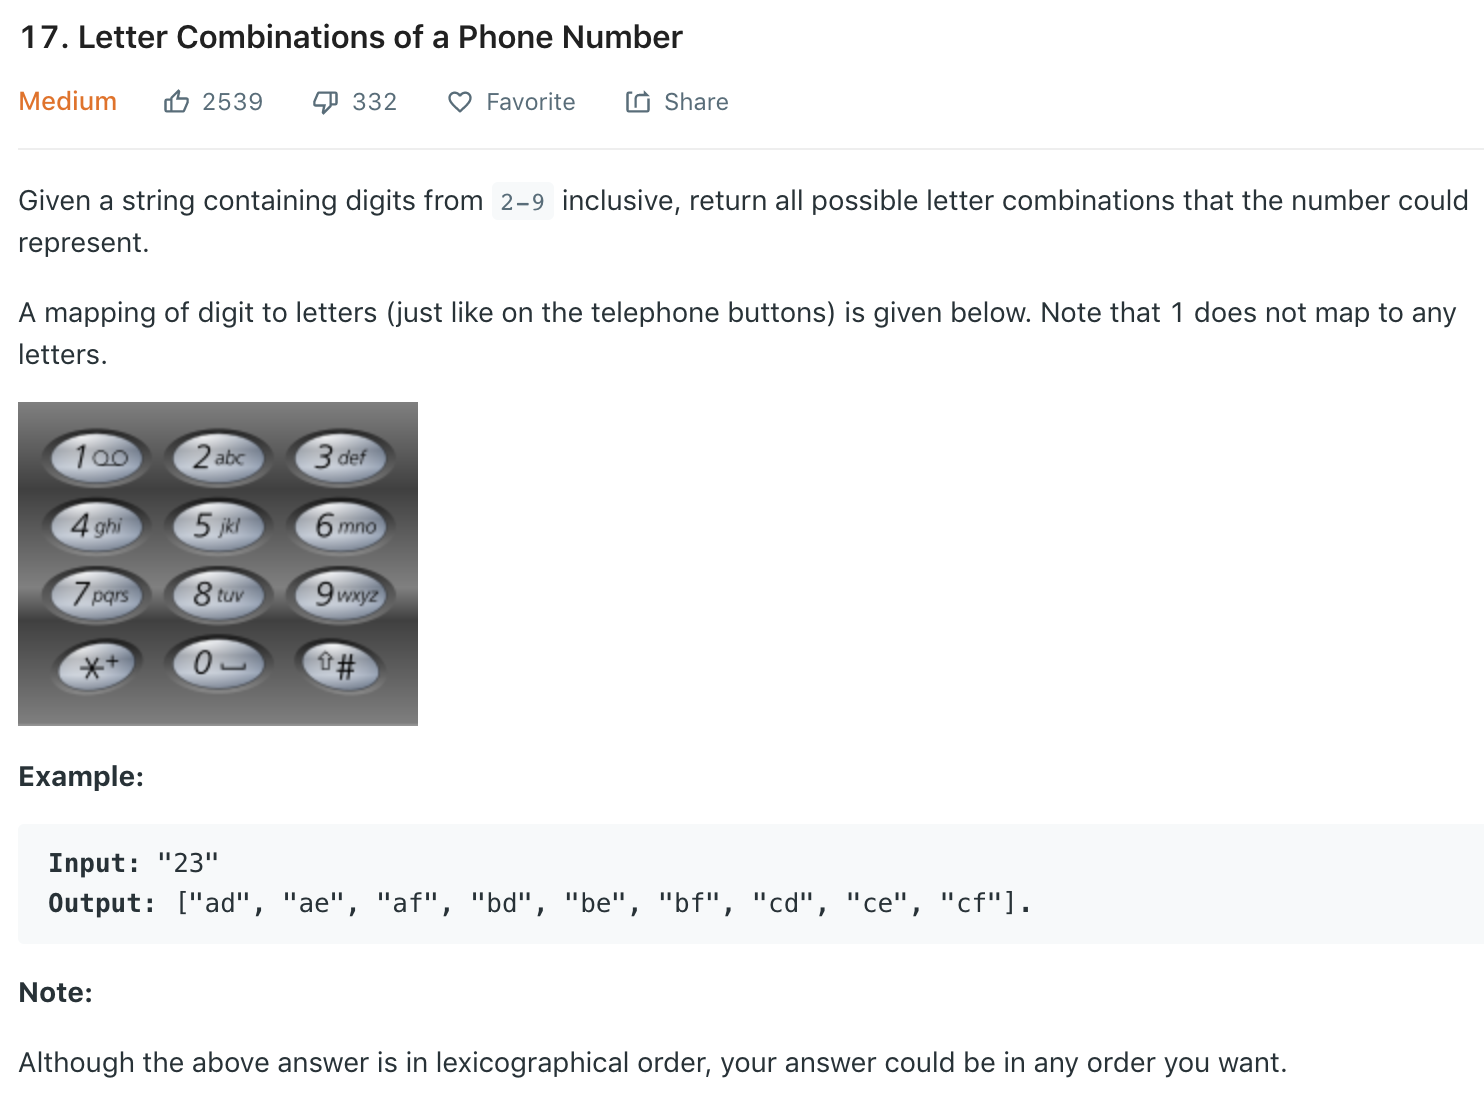 17. Letter Combinations of a Phone Number
Medium 2539 332 Favorite Share
Given a string containing digits from 2-9 inclusive, return all possible letter combinations that the number could
represent.
A mapping of digit to letters (just like on the telephone buttons) is given below. Note that 1 does not map to any
letters.
1 2 abc 3 def
4 ghi 5 jkl 6 mno
7 pqrs 8 tuv 9 wxyz
*+ 0 #
Example:
Input: "23"
Output: ["ad", "ae", "af", "bd", "be", "bf", "cd", "ce", "cf"].
Note:
Although the above answer is in lexicographical order, your answer could be in any order you want.